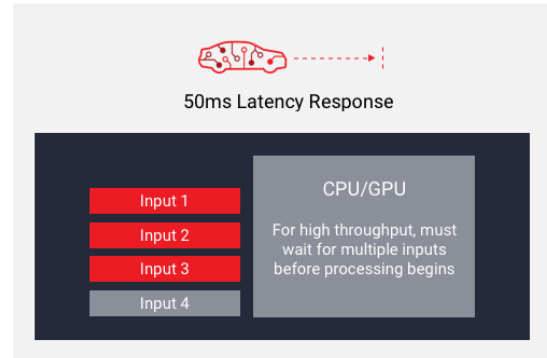 50ms Latency Response
Input 1
Input 2
Input 3
Input 4
CPU/GPU
For high throughput, must
wait for multiple inputs
before processing begins